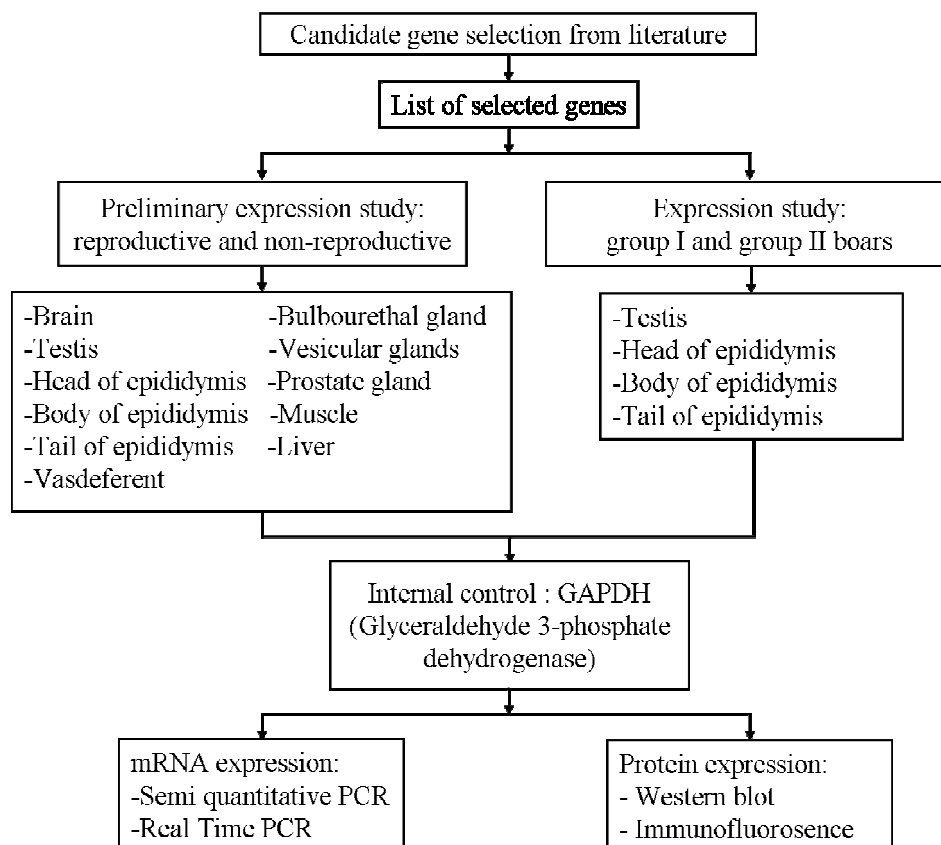 Candidate gene selection from literature
List of selected genes
Preliminary expression study:
reproductive and non-reproductive
Expression study:
group I and group II boars
-Brain
-Testis
-Head of epididymis
-Body of epididymis
-Tail of epididymis
-Vasdeferent
-Bulbourethal gland
-Vesicular glands
-Prostate gland
-Muscle
-Liver
-Testis
-Head of epididymis
-Body of epididymis
-Tail of epididymis
Internal control : GAPDH
(Glyceraldehyde 3-phosphate
dehydrogenase)
mRNA expression:
-Semi quantitative PCR
-Real Time PCR
Protein expression:
- Western blot
- Immunofluorosence